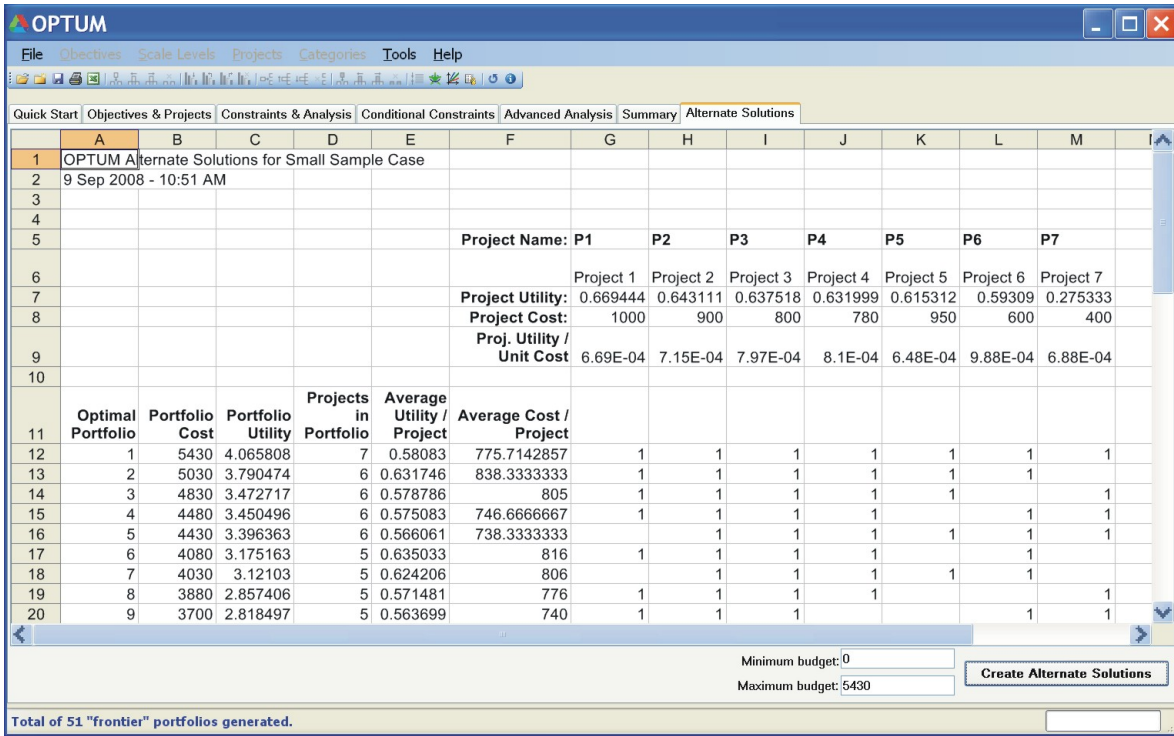 OPTUM
File Obectives Scale Levels Projects Categories Tools Help
Quick Start Objectives & Projects Constraints & Analysis Conditional Constraints Advanced Analysis Summary Alternate Solutions
A B C D E F G H I J K L M
1 OPTUM Alternate Solutions for Small Sample Case
2 9 Sep 2008 - 10:51 AM
3
4
5 Project Name: P1 P2 P3 P4 P5 P6 P7
6 Project 1 Project 2 Project 3 Project 4 Project 5 Project 6 Project 7
7 Project Utility: 0.669444 0.643111 0.637518 0.631999 0.615312 0.59309 0.275333
8 Project Cost: 1000 900 800 780 950 600 400
Proj. Utility /
9 Unit Cost 6.69E-04 7.15E-04 7.97E-04 8.1E-04 6.48E-04 9.88E-04 6.88E-04
10
Projects Average
Optimal Portfolio Portfolio in Utility / Average Cost /
11 Portfolio Cost Utility Portfolio Project Project
12 1 5430 4.065808 7 0.58083 775.7142857 1 1 1 1 1 1 1
13 2 5030 3.790474 6 0.631746 838.3333333 1 1 1 1 1 1
14 3 4830 3.472717 6 0.578786 805 1 1 1 1 1 1
15 4 4480 3.450496 6 0.575083 746.6666667 1 1 1 1 1 1
16 5 4430 3.396363 6 0.566061 738.3333333 1 1 1 1 1 1
17 6 4080 3.175163 5 0.635033 816 1 1 1 1 1
18 7 4030 3.12103 5 0.624206 806 1 1 1 1 1
19 8 3880 2.857406 5 0.571481 776 1 1 1 1 1
20 9 3700 2.818497 5 0.563699 740 1 1 1 1 1
Minimum budget: 0
Maximum budget: 5430
Create Alternate Solutions
Total of 51 "frontier" portfolios generated.